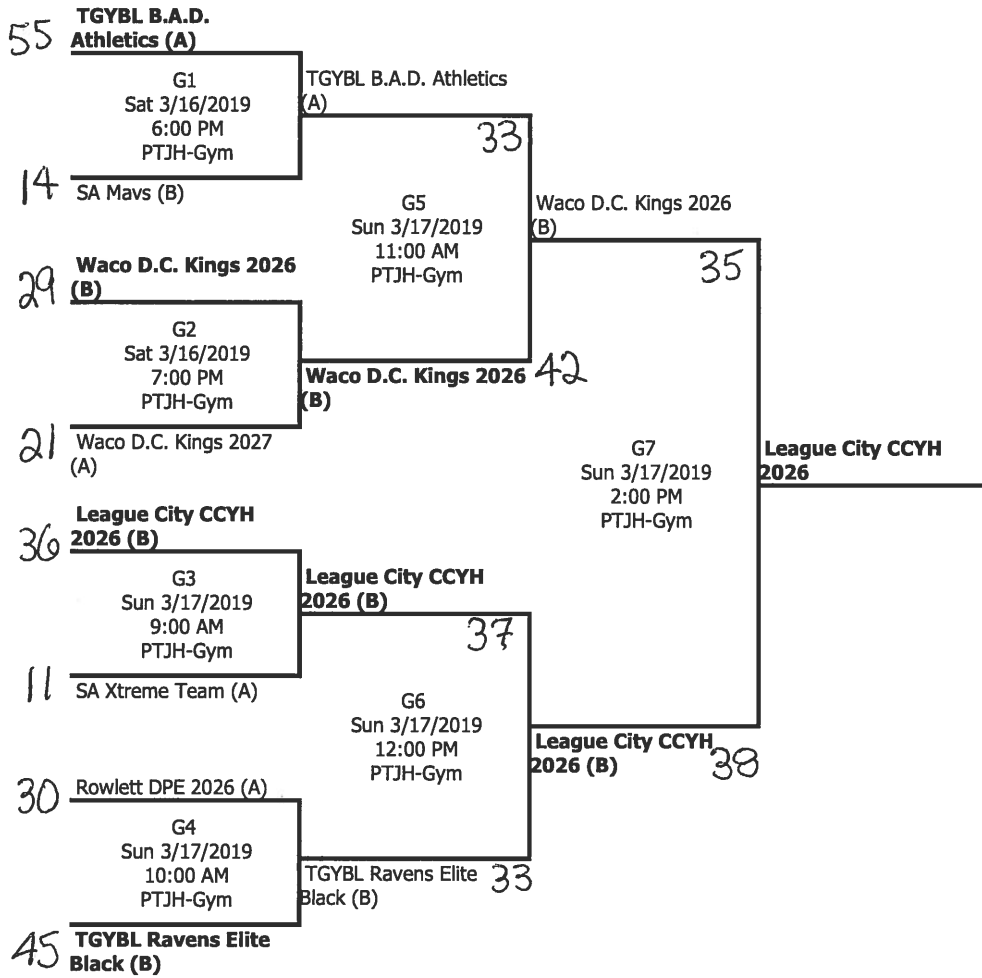 TGYBL B.A.D.
55 Athletics (A)
G1
Sat 3/16/2019
6:00 PM
PTJH-Gym
14 SA Mavs (B)
Waco D.C. Kings 2026
29 (B)
G2
Sat 3/16/2019
7:00 PM
PTJH-Gym
21 Waco D.C. Kings 2027
(A)
League City CCYH
36 2026 (B)
G3
Sun 3/17/2019
9:00 AM
PTJH-Gym
11 SA Xtreme Team (A)
30 Rowlett DPE 2026 (A)
G4
Sun 3/17/2019
10:00 AM
PTJH-Gym
45 TGYBL Ravens Elite
Black (B)
TGYBL B.A.D. Athletics
(A)
33
G5
Sun 3/17/2019
11:00 AM
PTJH-Gym
Waco D.C. Kings 2026 42
(B)
League City CCYH
2026 (B)
37
G6
Sun 3/17/2019
12:00 PM
PTJH-Gym
TGYBL Ravens Elite 33
Black (B)
Waco D.C. Kings 2026
(B)
35
G7
Sun 3/17/2019
2:00 PM
PTJH-Gym
League City CCYH
2026 (B) 38
League City CCYH
2026